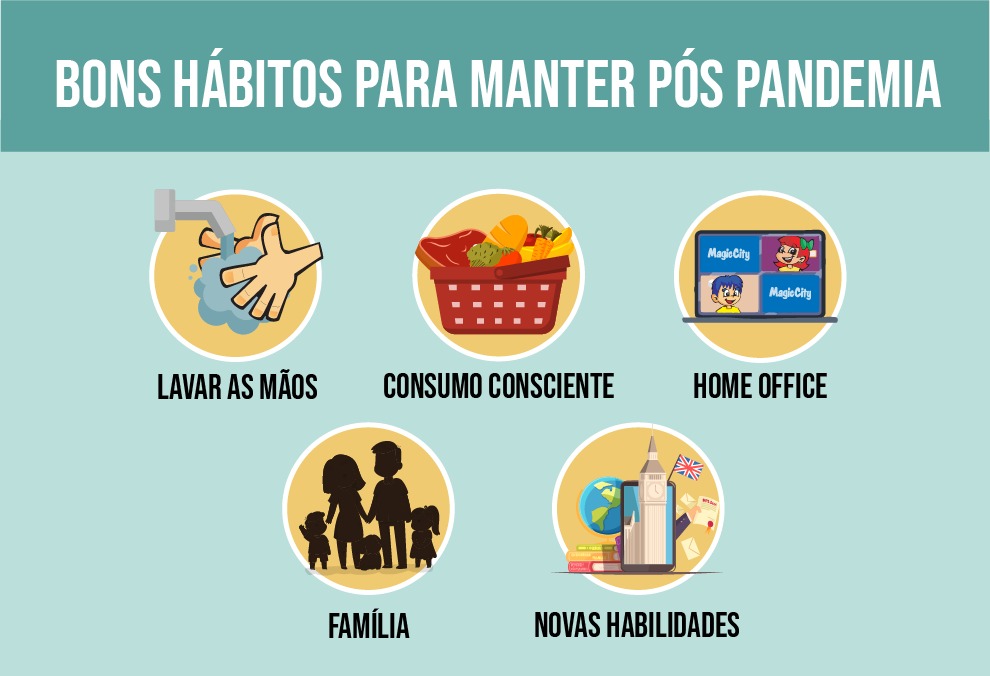 BONS HÁBITOS PARA MANTER PÓS PANDEMIA
MagicCity
MagicCity
LAVAR AS MÃOS
CONSUMO CONSCIENTE
HOME OFFICE
FAMÍLIA
NOVAS HABILIDADES